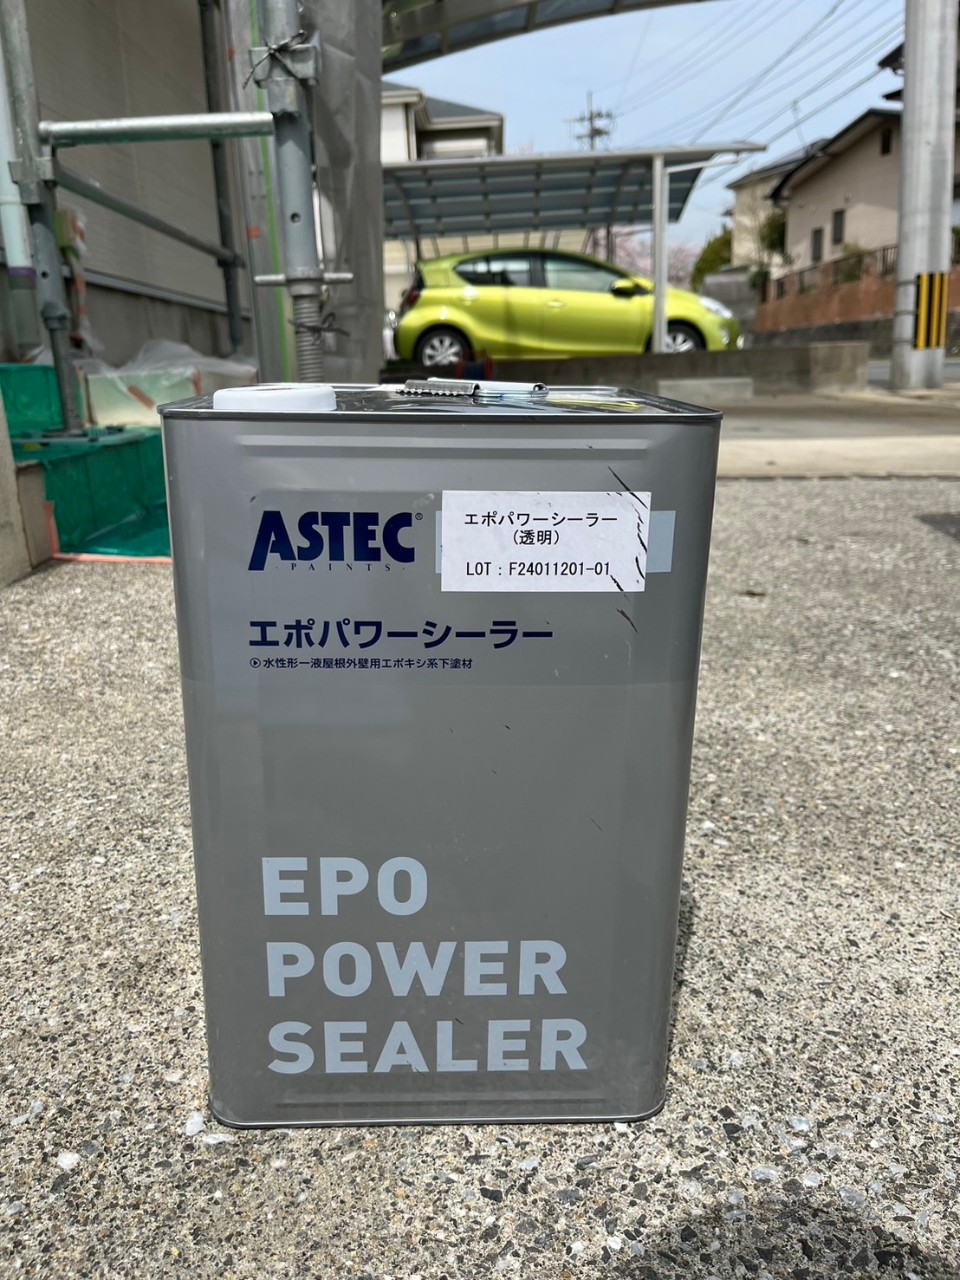 ASTEC®
PAINTS
エポパワーシーラー
(透明)
LOT：F24011201-01
エポパワーシーラー
水性形一液屋根外壁用エポキシ系下塗材
EPO
POWER
SEALER